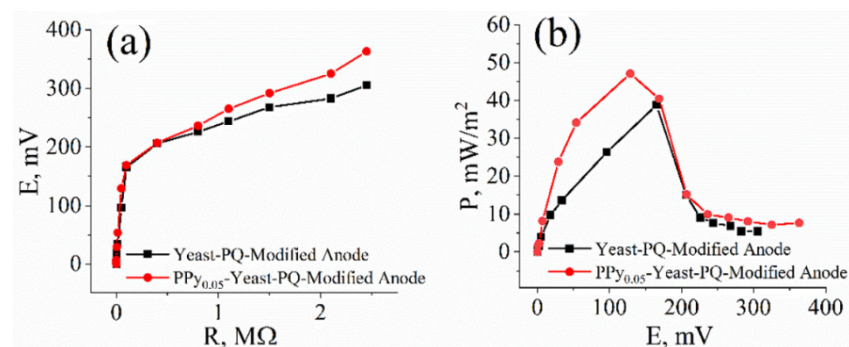 (a)
400
300
200
100
0
E, mV
0
1
2
R, MΩ
Yeast-PQ-Modified Anode
PPy0.05-Yeast-PQ-Modified Anode
(b)
60
50
40
30
20
10
0
P, mW/m²
0
100
200
300
400
E, mV
Yeast-PQ-Modified Anode
PPy0.05-Yeast-PQ-Modified Anode